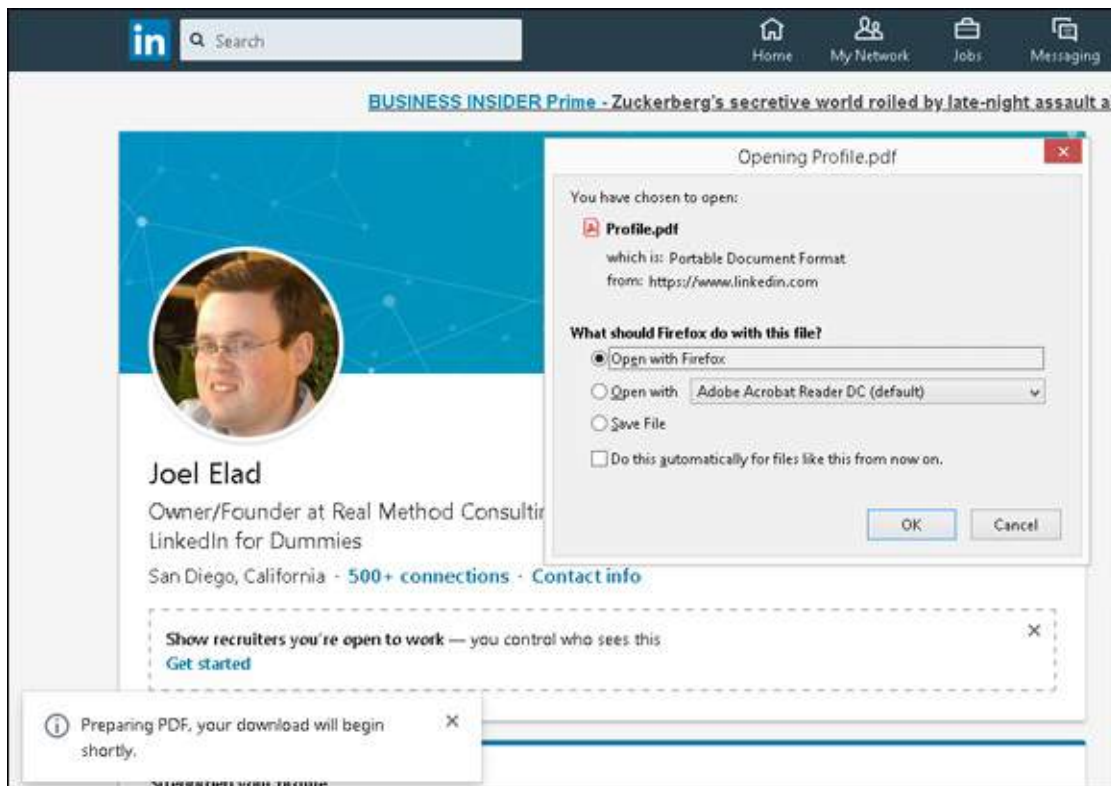 in
Search
Home
My Network
Jobs
Messaging
BUSINESS INSIDER Prime - Zuckerberg's secretive world roiled by late-night assault a
Opening Profile.pdf
You have chosen to open:
Profile.pdf
which is: Portable Document Format
from: https://www.linkedin.com
What should Firefox do with this file?
Open with Firefox
Open with Adobe Acrobat Reader DC (default)
Save File
Do this automatically for files like this from now on.
OK Cancel
Joel Elad
Owner/Founder at Real Method Consultin
LinkedIn for Dummies
San Diego, California · 500+ connections · Contact info
Show recruiters you're open to work — you control who sees this
Get started
Preparing PDF, your download will begin
shortly.